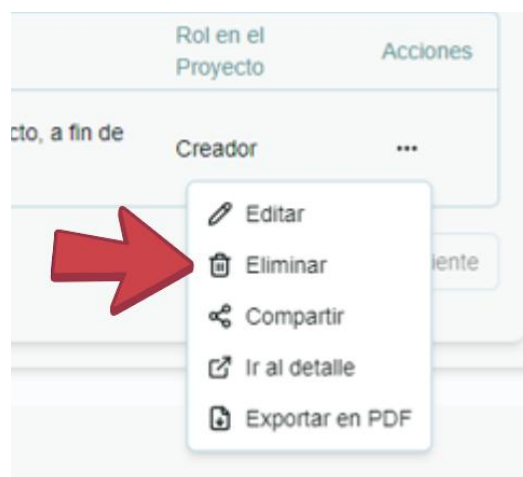 Rol en el
Proyecto
Acciones
cto, a fin de
Creador
Editar
Eliminar
iente
Compartir
Ir al detalle
Exportar en PDF